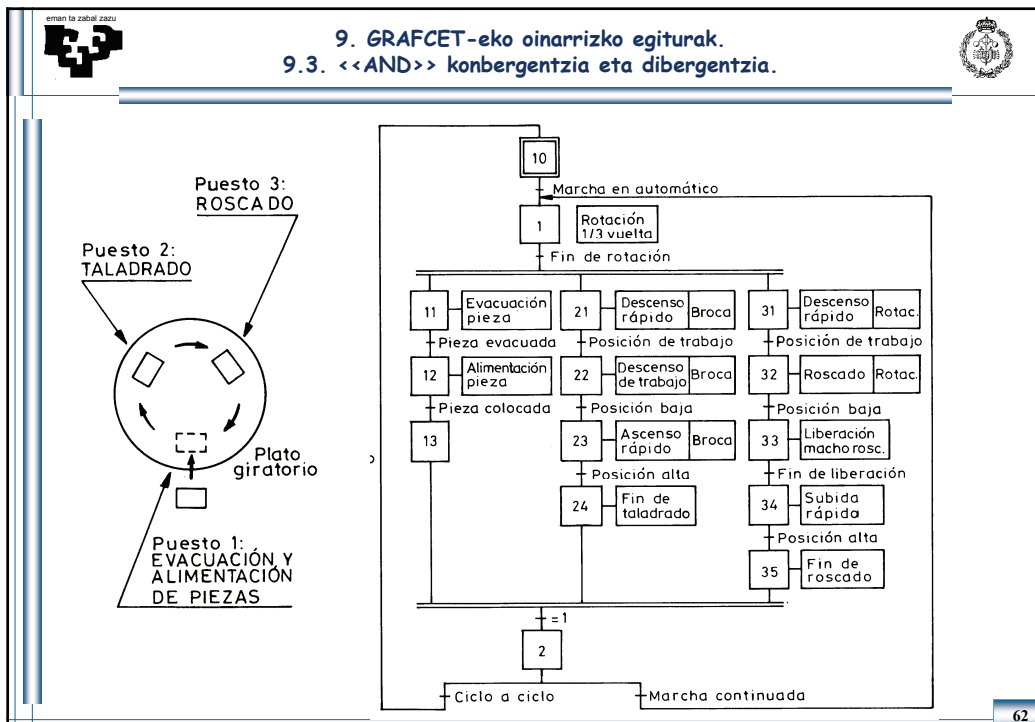 eman ta zabal zazu
9. GRAFCET-eko oinarrizko egiturak.
9.3. <<AND>> konbergentzia eta dibergentzia.
Puesto 3:
ROSCADO
Puesto 2:
TALADRADO
Plato
giratorio
Puesto 1:
EVACUACIÓN Y
ALIMENTACIÓN
DE PIEZAS
10
Marcha en automático
1
Rotación
1/3 vuelta
Fin de rotación
11
Evacuación
pieza
21
Descenso
rápido
Broca
31
Descenso
rápido
Rotac.
Pieza evacuada
Posición de trabajo
Posición de trabajo
12
Alimentación
pieza
22
Descenso
de trabajo
Broca
32
Roscado
Rotac.
Pieza colocada
Posición baja
Posición baja
13
23
Ascenso
rápido
Broca
33
Liberación
macho rosc.
Posición alta
Fin de liberación
24
Fin de
taladrado
34
Subida
rápida
Posición alta
35
Fin de
roscado
=1
2
Ciclo a ciclo
Marcha continuada
62